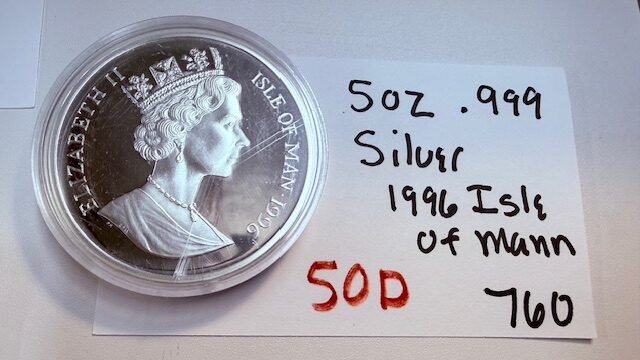 ELIZABETH II
ISLE OF MAN · 1996
5oz .999
Silver
1996 Isle
of Mann
50D
760